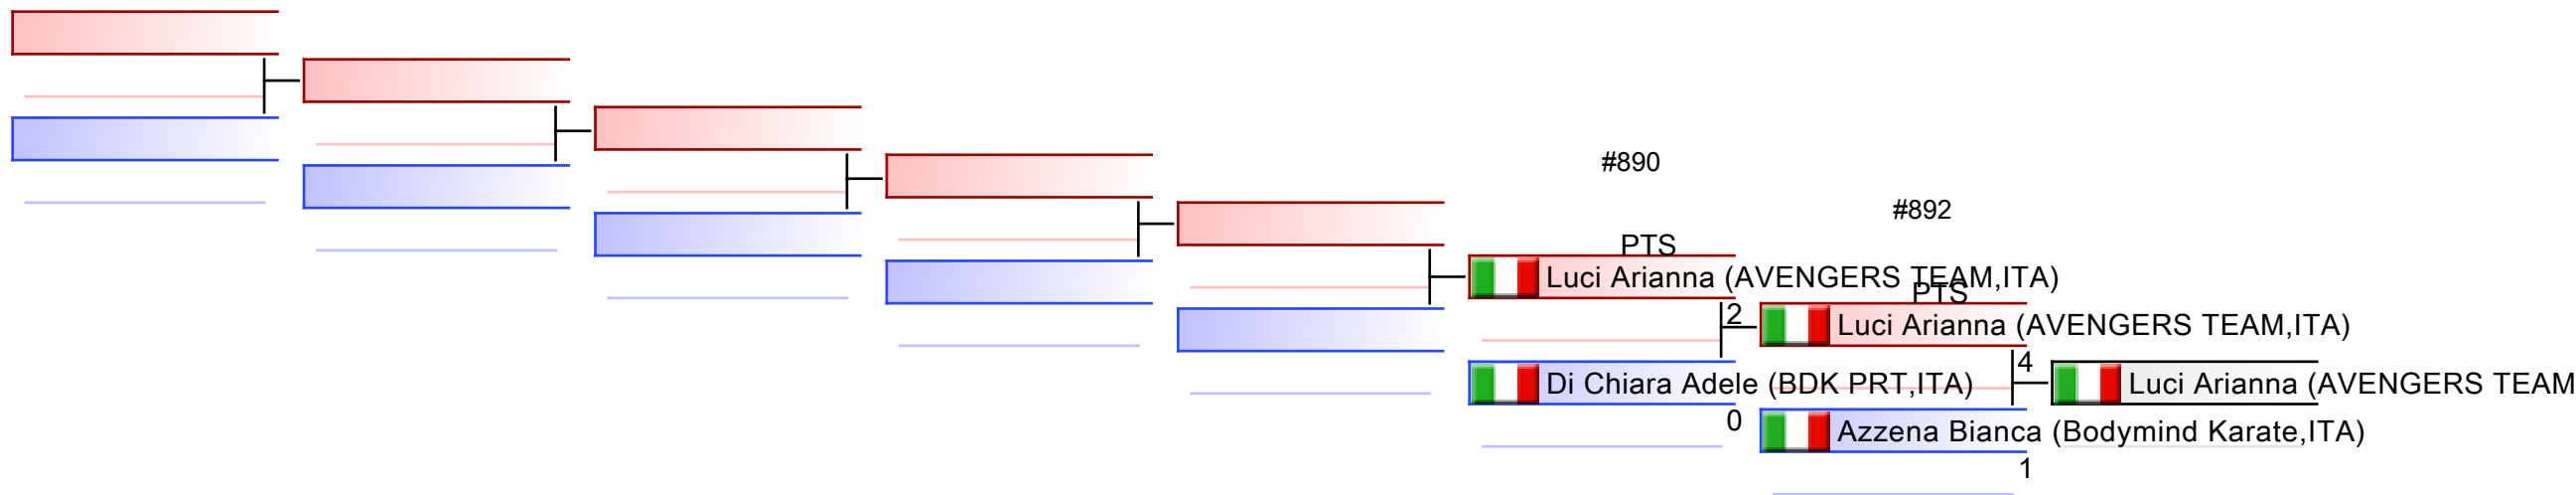 #890
#892
PTS
Luci Arianna (AVENGERS TEAM,ITA)
PTS
2
Luci Arianna (AVENGERS TEAM,ITA)
4
Di Chiara Adele (BDK PRT,ITA)
Luci Arianna (AVENGERS TEAM
0
Azzena Bianca (Bodymind Karate,ITA)
1